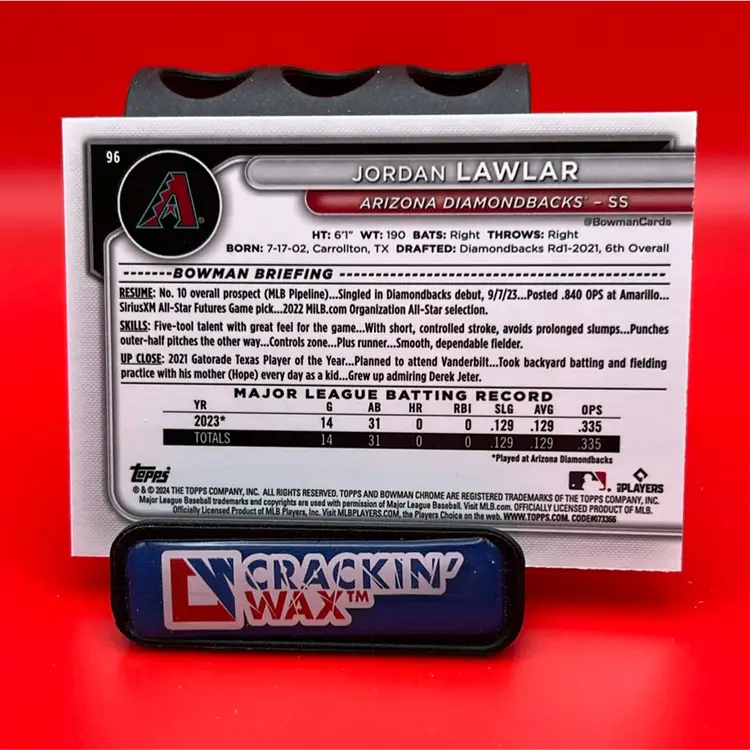 96
JORDAN LAWLAR
ARIZONA DIAMONDBACKS® – SS
@BowmanCards
HT: 6'1" WT: 190 BATS: Right THROWS: Right
BORN: 7-17-02, Carrollton, TX DRAFTED: Diamondbacks Rd1-2021, 6th Overall
BOWMAN BRIEFING
RESUME: No. 10 overall prospect (MLB Pipeline)...Singled in Diamondbacks debut, 9/7/23...Posted .840 OPS at Amarillo...
SiriusXM All-Star Futures Game pick...2022 MiLB.com Organization All-Star selection.
SKILLS: Five-tool talent with great feel for the game...With short, controlled stroke, avoids prolonged slumps...Punches
outer-half pitches the other way...Controls zone...Plus runner...Smooth, dependable fielder.
UP CLOSE: 2021 Gatorade Texas Player of the Year...Planned to attend Vanderbilt...Took backyard batting and fielding
practice with his mother (Hope) every day as a kid...Grew up admiring Derek Jeter.
MAJOR LEAGUE BATTING RECORD
YR G AB HR RBI SLG AVG OPS
2023* 14 31 0 0 .129 .129 .335
TOTALS 14 31 0 0 .129 .129 .335
*Played at Arizona Diamondbacks
Topps
PLAYERS
® & © 2024 THE TOPPS COMPANY, INC. ALL RIGHTS RESERVED. TOPPS AND BOWMAN CHROME ARE REGISTERED TRADEMARKS OF THE TOPPS COMPANY, INC.
Major League Baseball trademarks and copyrights are used with permission of Major League Baseball. Visit MLB.com. OFFICIALLY LICENSED PRODUCT OF MLB.
Officially Licensed Product of MLB Players, Inc. Visit MLBPLAYERS.COM, the Players Choice on the web. WWW.TOPPS.COM. CODE#073366
CRACKIN'
WAX™